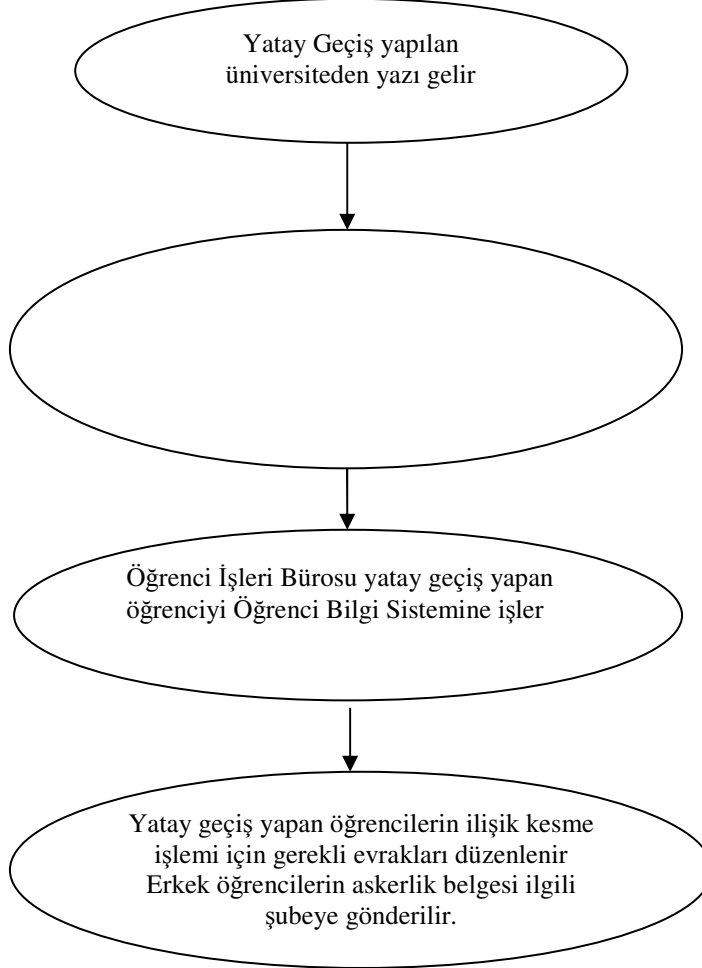 Yatay Geçiş yapılan
üniversiteden yazı gelir
Öğrenci İşleri Bürosu yatay geçiş yapan
öğrenciyi Öğrenci Bilgi Sistemine işler
Yatay geçiş yapan öğrencilerin ilişik kesme
işlemi için gerekli evrakları düzenlenir
Erkek öğrencilerin askerlik belgesi ilgili
şubeye gönderilir.